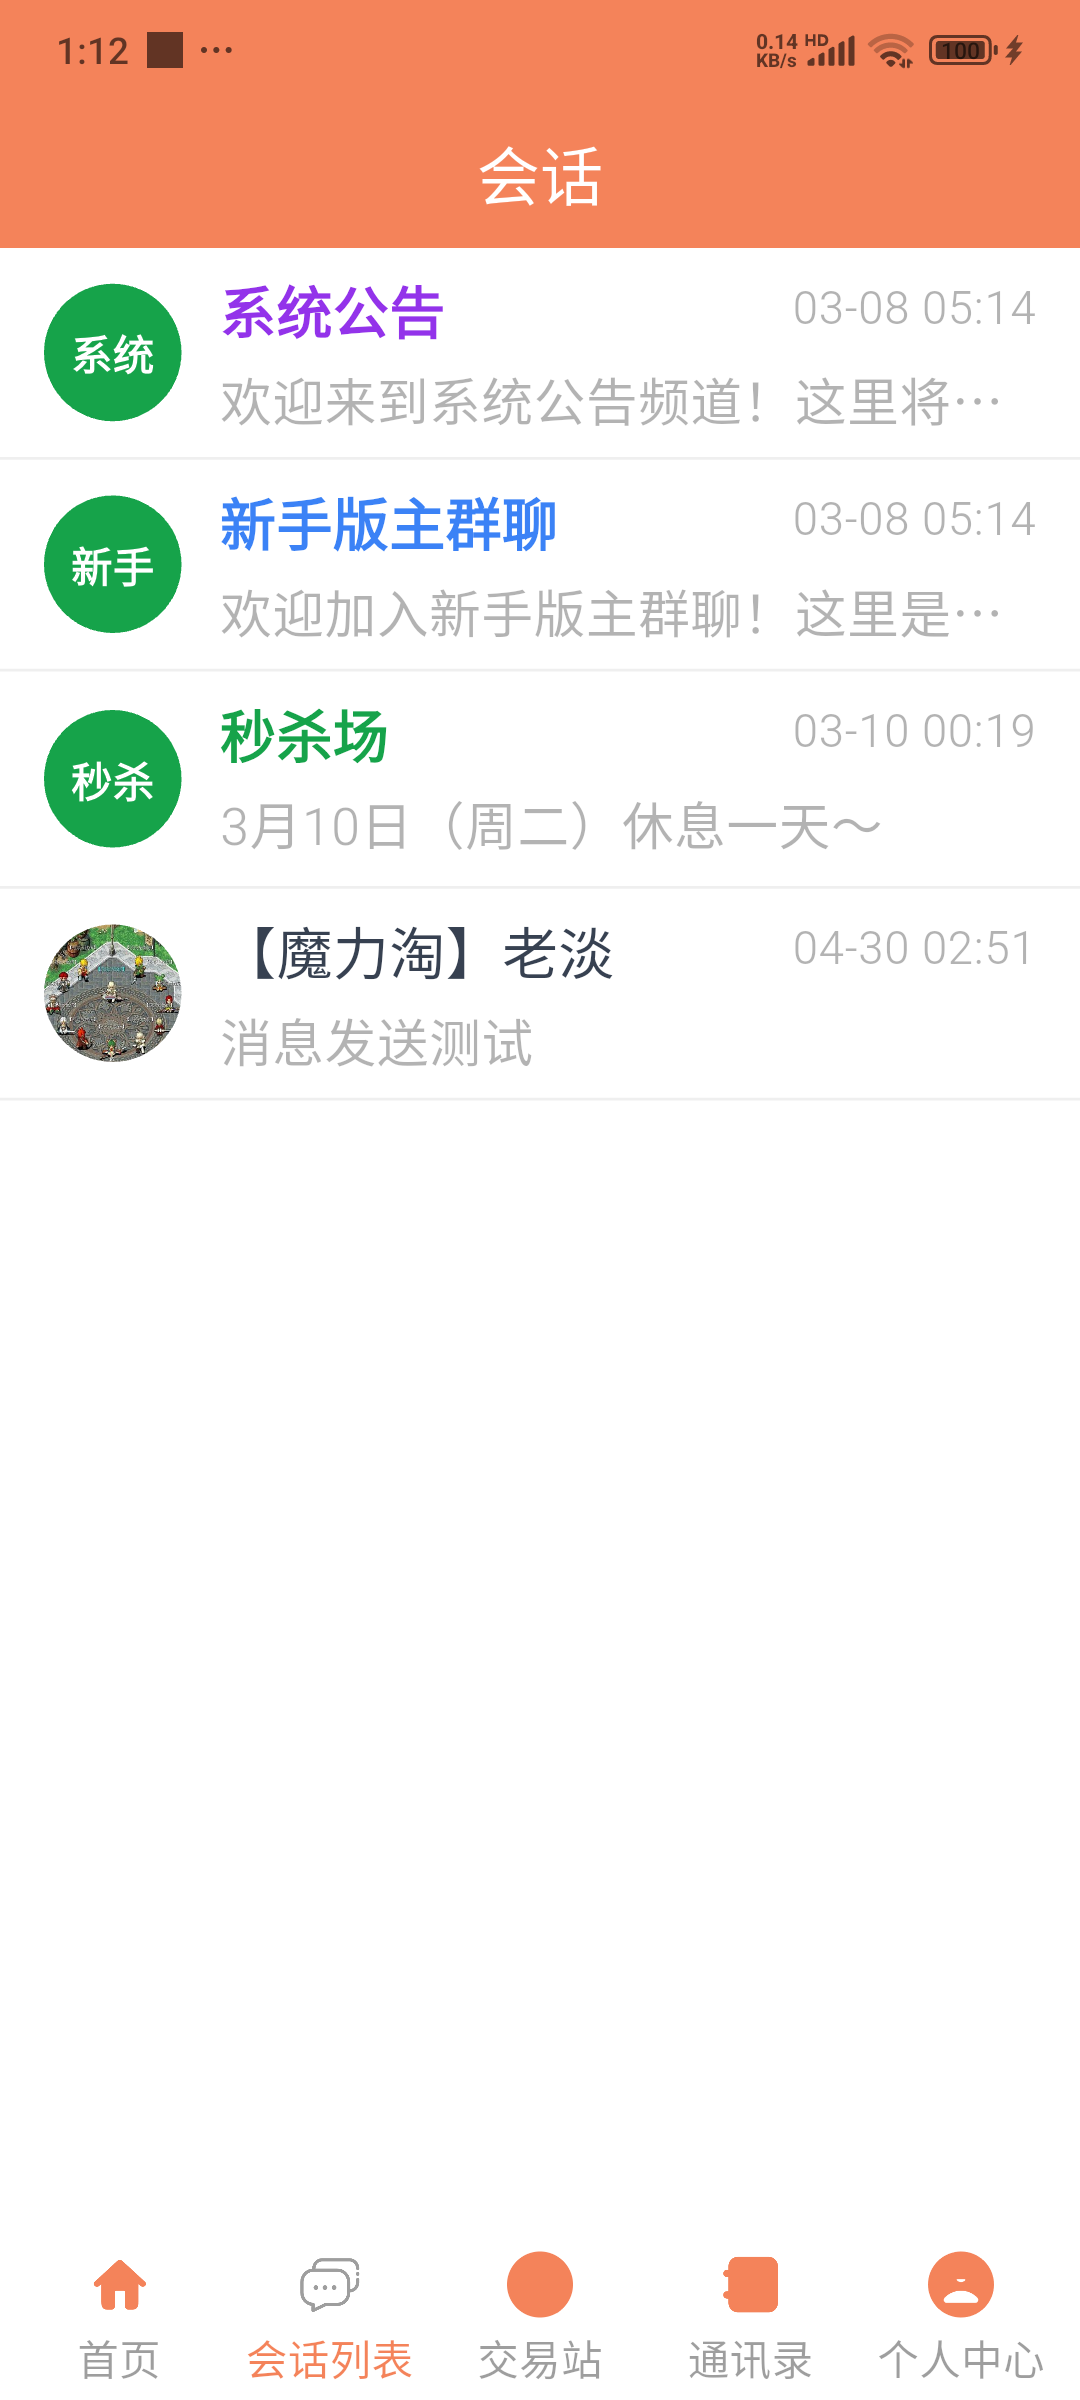 1:12 ... 0.14 KB/s HD 100
会话
系统
系统公告 03-08 05:14
欢迎来到系统公告频道！这里将...
新手
新手版主群聊 03-08 05:14
欢迎加入新手版主群聊！这里是...
秒杀
秒杀场 03-10 00:19
3月10日（周二）休息一天～
【魔力淘】老淡 04-30 02:51
消息发送测试
首页 会话列表 交易站 通讯录 个人中心